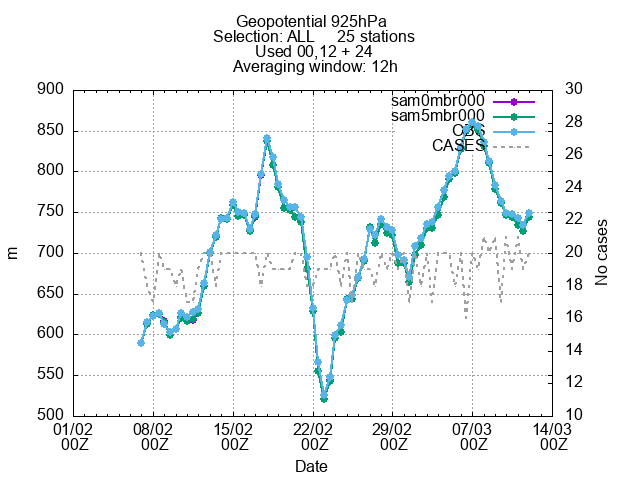 Geopotential 925hPa
Selection: ALL 25 stations
Used 00,12 + 24
Averaging window: 12h
900 30
sam0mbr000
sam5mbr000
850 28
OBS
CASES
26
800
24
750 22
m 700 20 No cases
650 18
600 16
14
550
12
500 10
01/02 08/02 15/02 22/02 29/02 07/03 14/03
00Z 00Z 00Z 00Z 00Z 00Z 00Z
Date